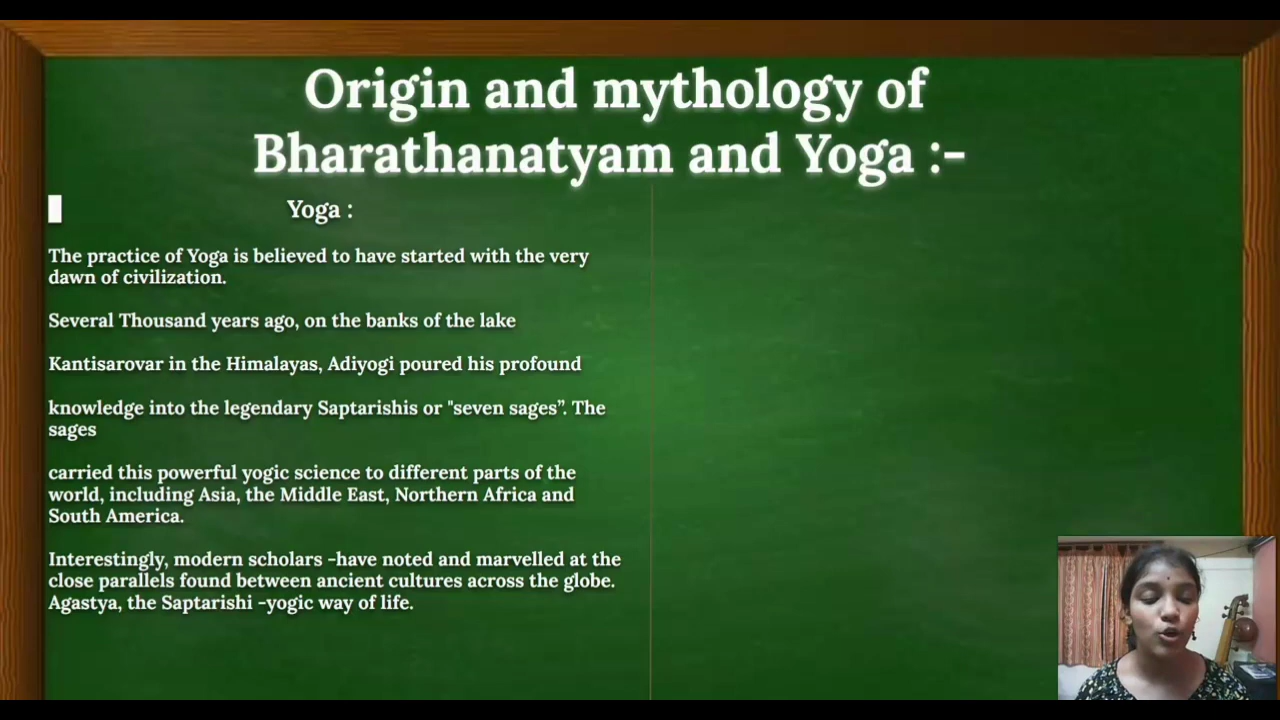 Origin and mythology of
Bharathanatyam and Yoga :-
Yoga :
The practice of Yoga is believed to have started with the very
dawn of civilization.
Several Thousand years ago, on the banks of the lake
Kantisarovar in the Himalayas, Adiyogi poured his profound
knowledge into the legendary Saptarishis or "seven sages”. The
sages
carried this powerful yogic science to different parts of the
world, including Asia, the Middle East, Northern Africa and
South America.
Interestingly, modern scholars -have noted and marvelled at the
close parallels found between ancient cultures across the globe.
Agastya, the Saptarishi -yogic way of life.